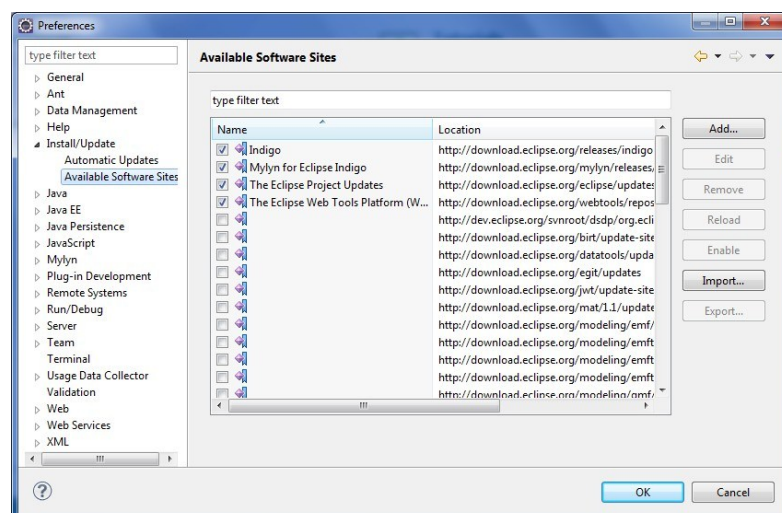 Preferences
type filter text
General
Ant
Data Management
Help
Install/Update
Automatic Updates
Available Software Sites
Java
Java EE
Java Persistence
JavaScript
Mylyn
Plug-in Development
Remote Systems
Run/Debug
Server
Team
Terminal
Usage Data Collector
Validation
Web
Web Services
XML
Available Software Sites
type filter text
Name Location
Indigo http://download.eclipse.org/releases/indigo
Mylyn for Eclipse Indigo http://download.eclipse.org/mylyn/releases/
The Eclipse Project Updates http://download.eclipse.org/eclipse/updates
The Eclipse Web Tools Platform (W... http://download.eclipse.org/webtools/repos
http://dev.eclipse.org/svnroot/dsdp/org.ecli
http://download.eclipse.org/birt/update-site
http://download.eclipse.org/datatools/upda
http://download.eclipse.org/egit/updates
http://download.eclipse.org/jwt/update-site
http://download.eclipse.org/mat/1.1/update
http://download.eclipse.org/modeling/emf/
http://download.eclipse.org/modeling/emft
http://download.eclipse.org/modeling/emft
http://download.eclipse.org/modeling/emft
http://download.eclipse.org/modeling/gmf/
Add...
Edit
Remove
Reload
Enable
Import...
Export...
OK
Cancel